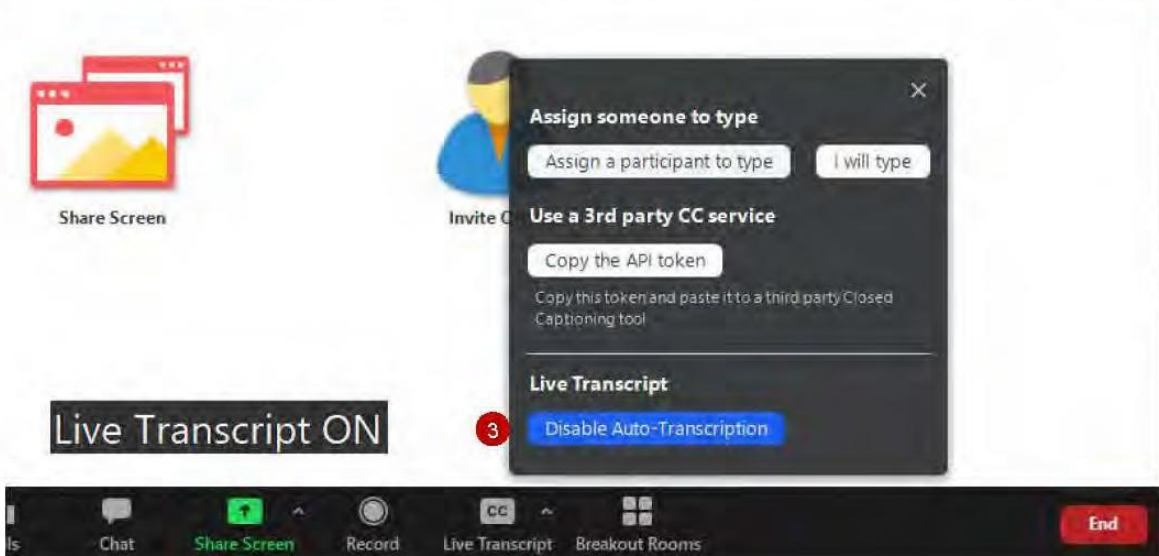 Share Screen
Invite O
Assign someone to type
Assign a participant to type
I will type
Use a 3rd party CC service
Copy the API token
Copy this token and paste it to a third party Closed
Captioning tool
Live Transcript
3
Disable Auto-Transcription
Live Transcript ON
ls
Chat
Share Screen
Record
CC
Live Transcript
Breakout Rooms
End